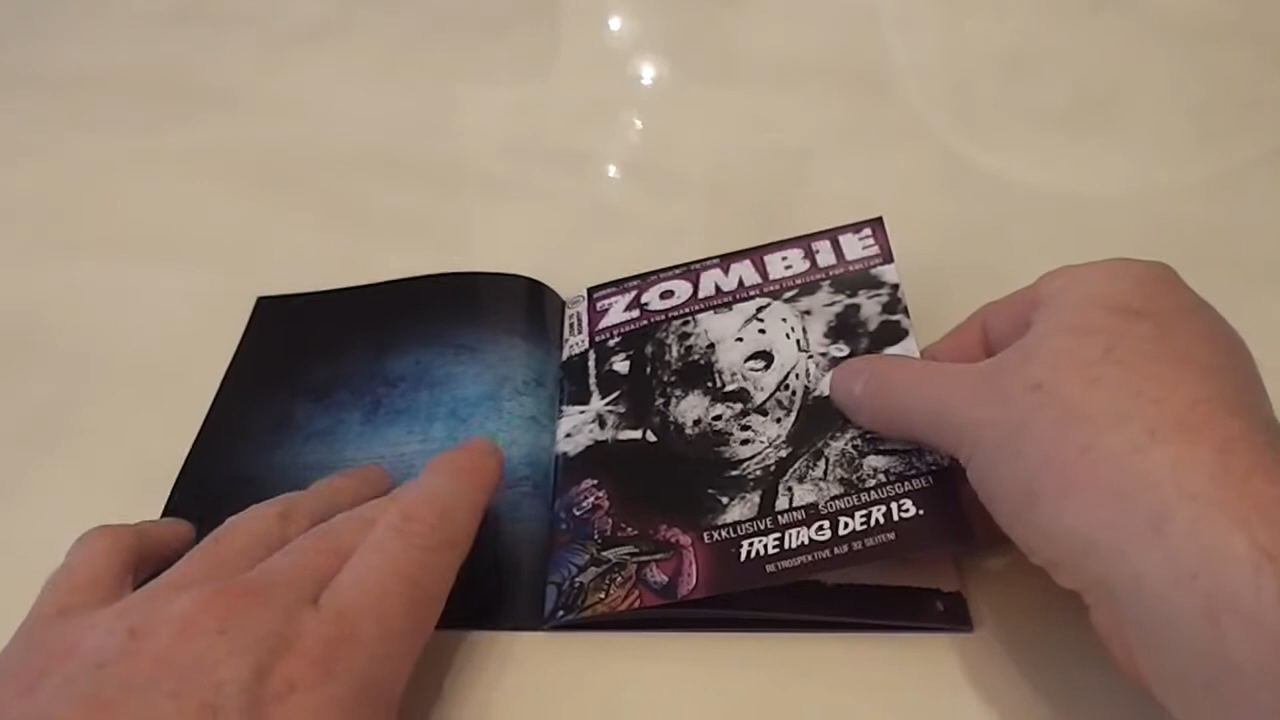 ZOMBIE
DAS MAGAZIN FÜR PHANTASTISCHE FILME UND FILMISCHE POP-KULTUR!
EXKLUSIVE MINI - SONDERAUSGABE!
FREITAG DER 13.
RETROSPEKTIVE AUF 32 SEITEN!